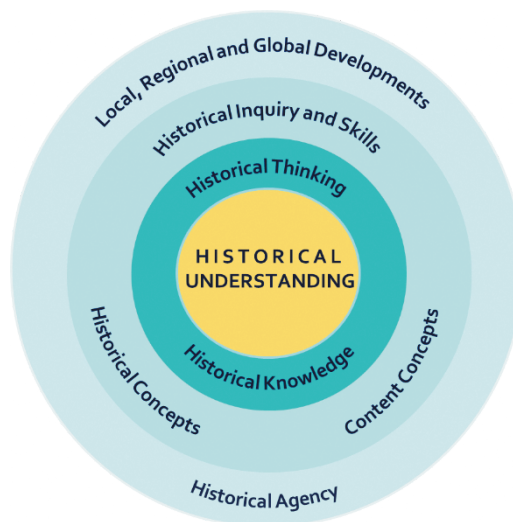 Local, Regional and Global Developments
Historical Inquiry and Skills
Historical Thinking
HISTORICAL
UNDERSTANDING
Historical Knowledge
Historical Concepts
Content Concepts
Historical Agency